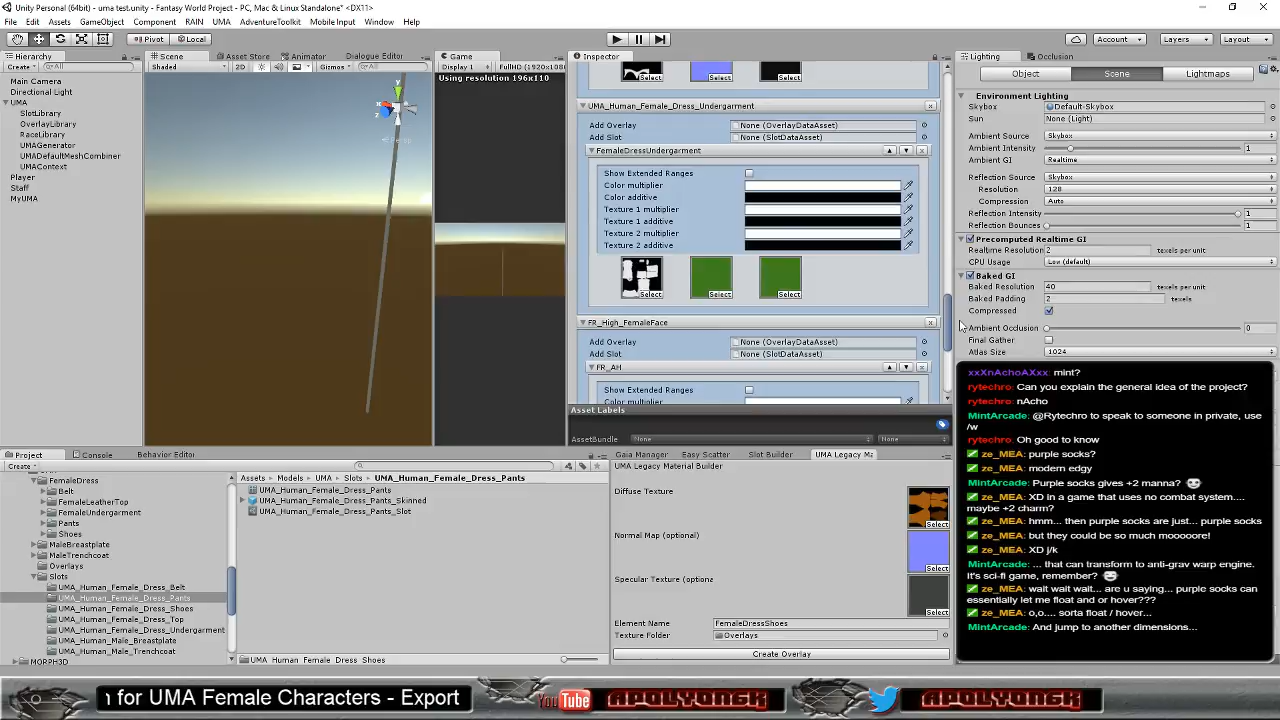 Unity Personal (64bit) - uma test.unity - Fantasy World Project - PC, Mac & Linux Standalone* <DX11>
File Edit Assets GameObject Component RAIN UMA AdventureToolkit Mobile Input Window Help
Pivot Local
Account Layers Layout
Hierarchy
Create All
Main Camera
Directional Light
UMA
SlotLibrary
OverlayLibrary
RaceLibrary
UMAGenerator
UMADefaultMeshCombiner
UMAContext
Player
Staff
MyUMA
Scene Asset Store Animator Dialogue Editor
Shaded 2D Gizmos All
y
x
z
Persp
Game
Display 1 FullHD (1920x108
Using resolution 196x110
Inspector
Select Select Select
UMA_Human_Female_Dress_Undergarment
Add Overlay None (OverlayDataAsset)
Add Slot None (SlotDataAsset)
FemaleDressUndergarment
Show Extended Ranges
Color multiplier
Color additive
Texture 1 multiplier
Texture 1 additive
Texture 2 multiplier
Texture 2 additive
Select Select Select
FR_High_FemaleFace
Add Overlay None (OverlayDataAsset)
Add Slot None (SlotDataAsset)
FR_AH
Show Extended Ranges
Color multiplier
Asset Labels
AssetBundle None None
Lighting Occlusion
Object Scene Lightmaps
Environment Lighting
Skybox Default-Skybox
Sun None (Light)
Ambient Source Skybox
Ambient Intensity 1
Ambient GI Realtime
Reflection Source Skybox
Resolution 128
Compression Auto
Reflection Intensity 1
Reflection Bounces 1
Precomputed Realtime GI
Realtime Resolution 2 texels per unit
CPU Usage Low (default)
Baked GI
Baked Resolution 40 texels per unit
Baked Padding 2 texels
Compressed
Ambient Occlusion 0
Final Gather
Atlas Size 1024
xxXnAchoAXxx: mint?
rytechro: Can you explain the general idea of the project?
rytechro: nAcho
MintArcade: @Rytechro to speak to someone in private, use
/w
rytechro: Oh good to know
ze_MEA: purple socks?
ze_MEA: modern edgy
MintArcade: Purple socks gives +2 manna?
ze_MEA: XD in a game that uses no combat system....
maybe +2 charm?
ze_MEA: hmm... then purple socks are just... purple socks
ze_MEA: but they could be so much mooooore!
ze_MEA: XD j/k
MintArcade: ... that can transform to anti-grav warp engine.
It's sci-fi game, remember?
ze_MEA: wait wait wait... are u saying... purple socks can
essentially let me float and or hover???
ze_MEA: o,o.... sorta float / hover...
MintArcade: And jump to another dimensions...
Project Console Behavior Editor
Create
FemaleDress
Belt
FemaleLeatherTop
FemaleUndergarment
Pants
Shoes
MaleBreastplate
MaleTrenchcoat
Overlays
Slots
UMA_Human_Female_Dress_Belt
UMA_Human_Female_Dress_Pants
UMA_Human_Female_Dress_Shoes
UMA_Human_Female_Dress_Top
UMA_Human_Female_Dress_Undergarment
UMA_Human_Male_Breastplate
UMA_Human_Male_Trenchcoat
MORPH3D
Assets Models UMA Slots UMA_Human_Female_Dress_Pants
UMA_Human_Female_Dress_Pants
UMA_Human_Female_Dress_Pants_Skinned
UMA_Human_Female_Dress_Pants_Slot
UMA_Human_Female_Dress_Shoes
Gaia Manager Easy Scatter Slot Builder UMA Legacy Ma
UMA Legacy Material Builder
Diffuse Texture
Select
Normal Map (optional)
Select
Specular Texture (optiona
Select
Element Name FemaleDressShoes
Texture Folder Overlays
Create Overlay
for UMA Female Characters - Export
YouTube APOLYONGK APOLYONGK